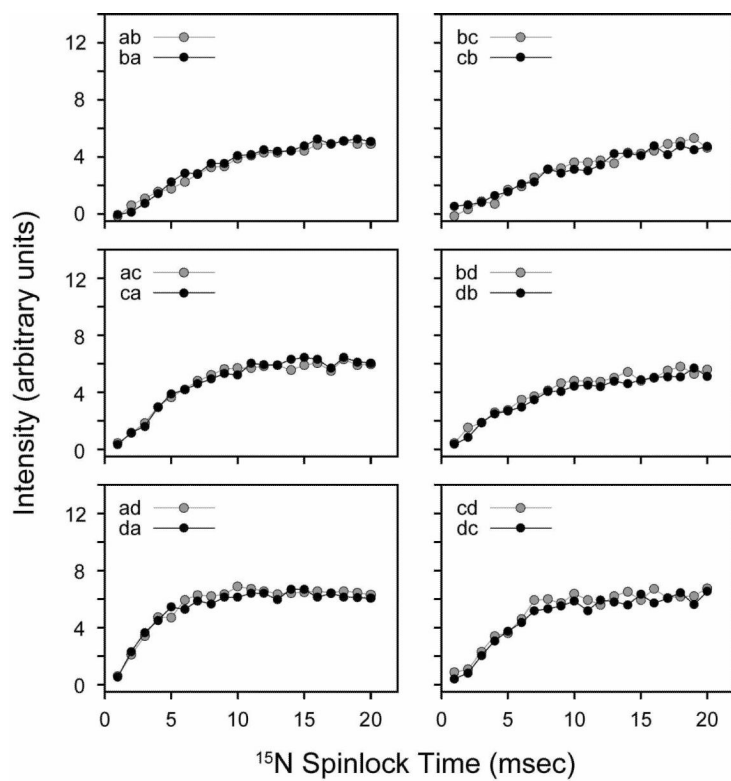 12
8
4
0
ab
ba
bc
cb
12
8
4
0
ac
ca
bd
db
12
8
4
0
ad
da
cd
dc
0 5 10 15 20
0 5 10 15 20
Intensity (arbitrary units)
¹⁵N Spinlock Time (msec)